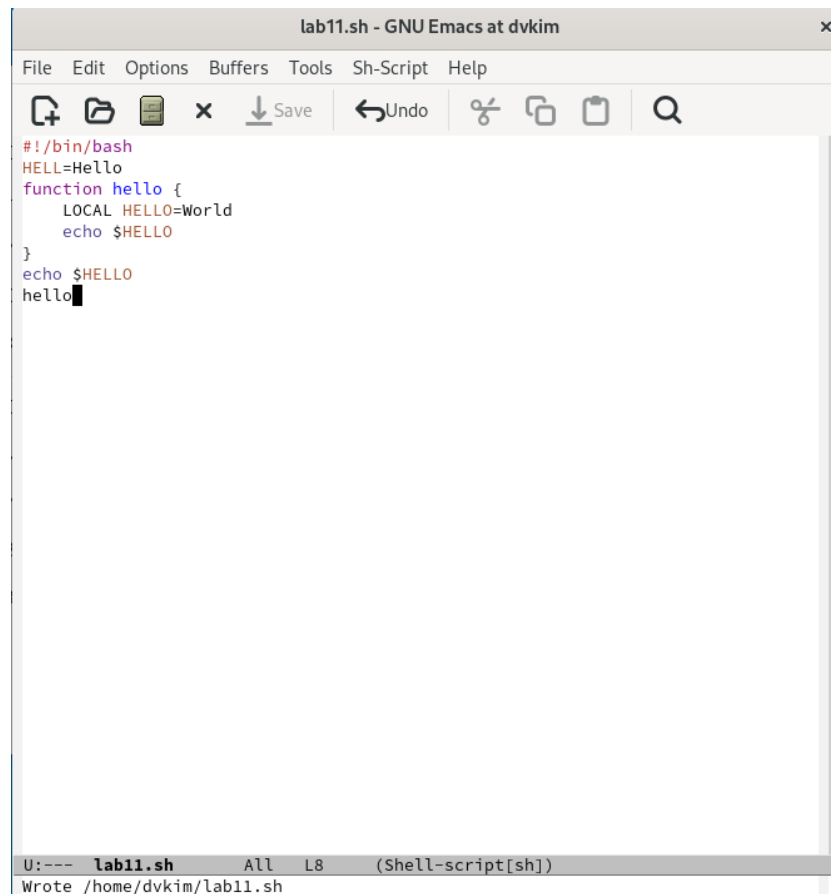 lab11.sh - GNU Emacs at dvkim
File Edit Options Buffers Tools Sh-Script Help
Save Undo
#!/bin/bash
HELL=Hello
function hello {
    LOCAL HELLO=World
    echo $HELLO
}
echo $HELLO
hello
U:--- lab11.sh All L8 (Shell-script[sh])
Wrote /home/dvkim/lab11.sh